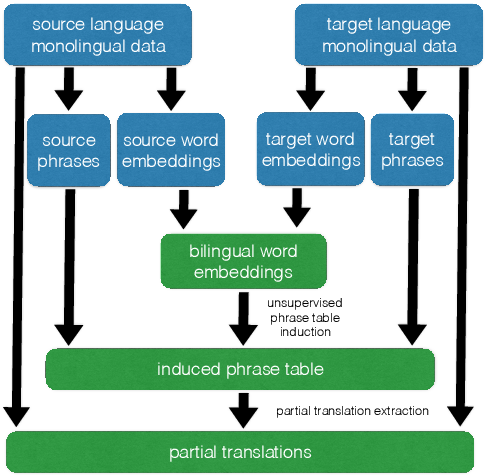 source language
monolingual data
target language
monolingual data
source
phrases
source word
embeddings
target word
embeddings
target
phrases
bilingual word
embeddings
unsupervised
phrase table
induction
induced phrase table
partial translation extraction
partial translations